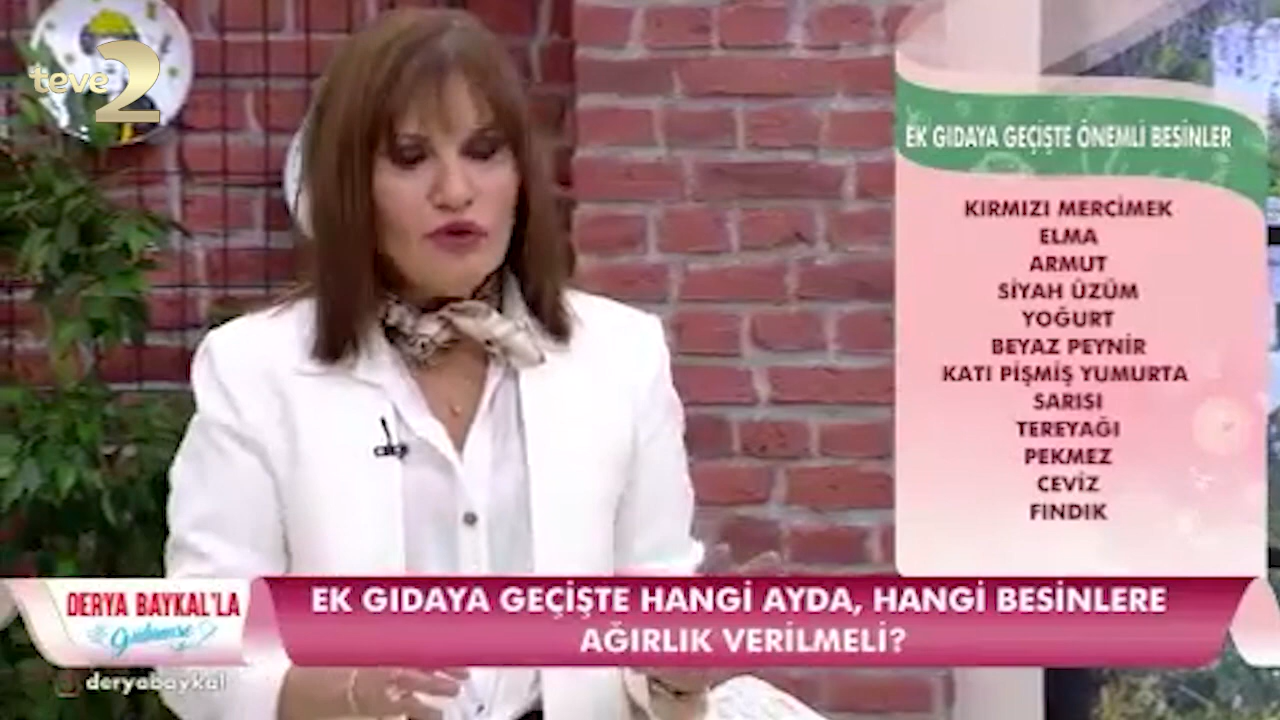 teve2
EK GIDAYA GEÇİŞTE ÖNEMLİ BESİNLER
KIRMIZI MERCİMEK
ELMA
ARMUT
SİYAH ÜZÜM
YOĞURT
BEYAZ PEYNİR
KATI PİŞMİŞ YUMURTA
SARISI
TEREYAĞI
PEKMEZ
CEVİZ
FINDIK
DERYA BAYKAL'LA
Gülümse
EK GIDAYA GEÇİŞTE HANGİ AYDA, HANGİ BESİNLERE
AĞIRLIK VERİLMELİ?
deryabaykal